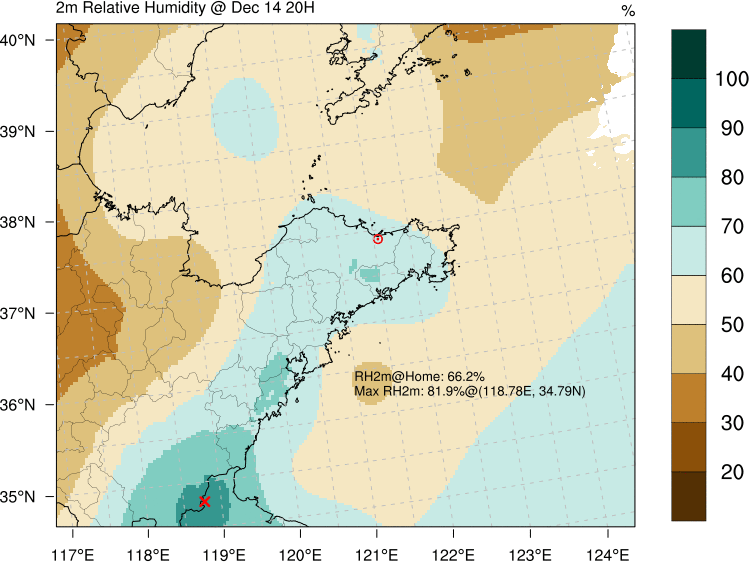 2m Relative Humidity @ Dec 14 20H
%
40°N
39°N
38°N
37°N
36°N
35°N
117°E
118°E
119°E
120°E
121°E
122°E
123°E
124°E
RH2m@Home: 66.2%
Max RH2m: 81.9%@(118.78E, 34.79N)
100
90
80
70
60
50
40
30
20